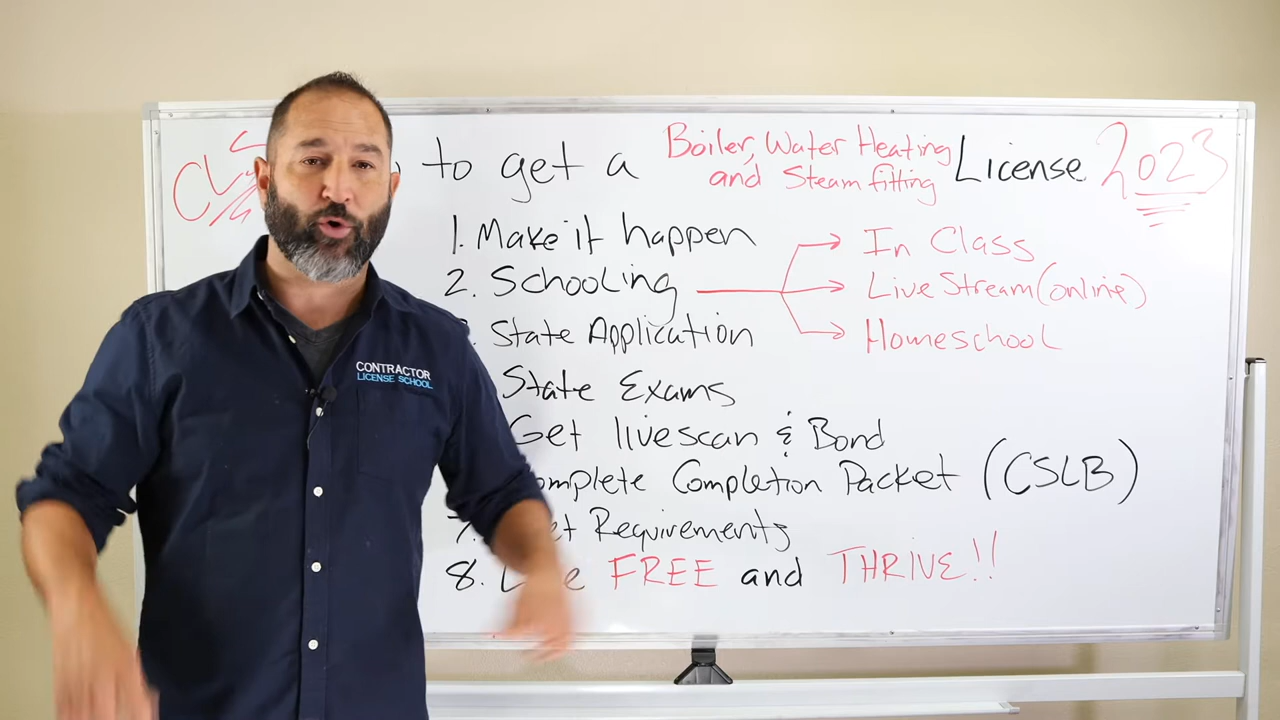 CLS
to get a Boiler, Water Heating and Steam fitting License 2023
1. Make it happen
2. Schooling
In Class
Live Stream (online)
Homeschool
State Application
State Exams
Get livescan & Bond
Completion Packet (CSLB)
7. Requirements
8. FREE and THRIVE!!
CONTRACTOR
LICENSE SCHOOL